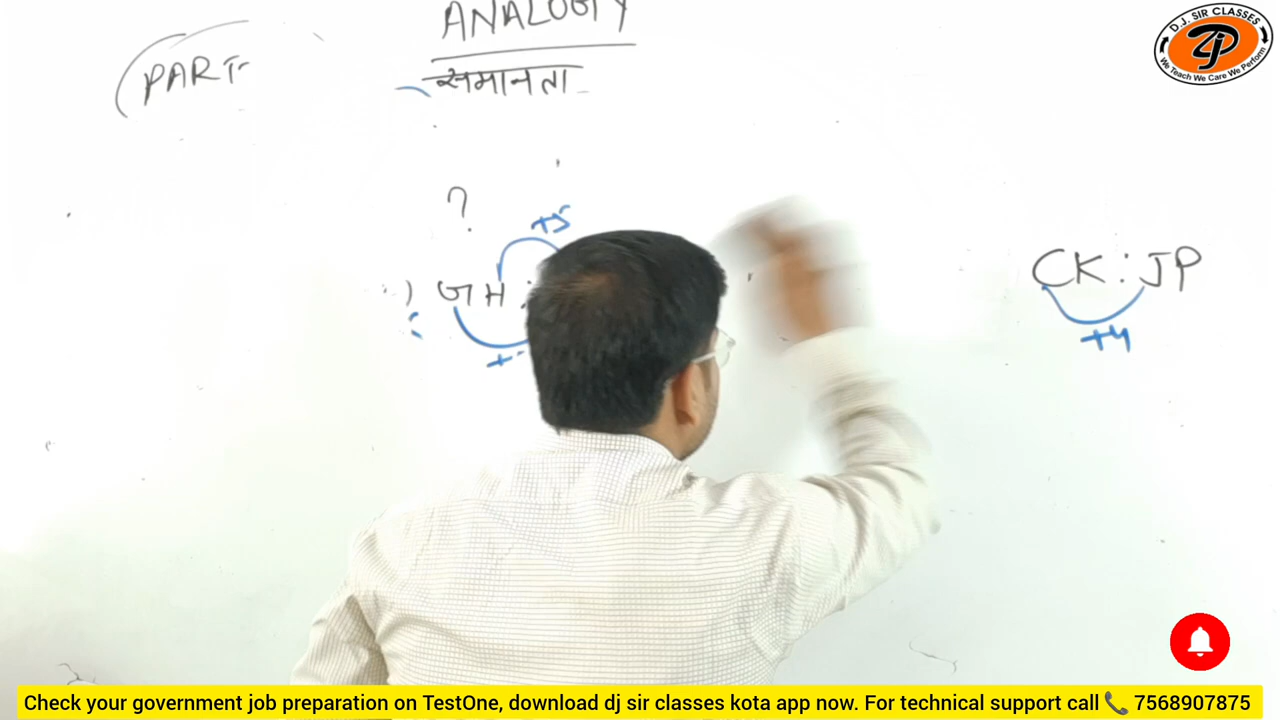 ANALOGY
PART-
समानता
?
+5
GH :
CK : JP
+4
D.J. SIR CLASSES
We Teach We Care We Perform
Check your government job preparation on TestOne, download dj sir classes kota app now. For technical support call 📞 7568907875